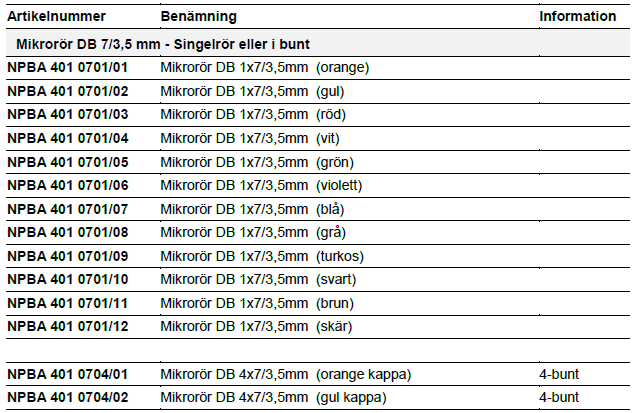 Artikelnummer Benämning Information
Mikrorör DB 7/3,5 mm - Singelrör eller i bunt
NPBA 401 0701/01 Mikrorör DB 1x7/3,5mm (orange)
NPBA 401 0701/02 Mikrorör DB 1x7/3,5mm (gul)
NPBA 401 0701/03 Mikrorör DB 1x7/3,5mm (röd)
NPBA 401 0701/04 Mikrorör DB 1x7/3,5mm (vit)
NPBA 401 0701/05 Mikrorör DB 1x7/3,5mm (grön)
NPBA 401 0701/06 Mikrorör DB 1x7/3,5mm (violett)
NPBA 401 0701/07 Mikrorör DB 1x7/3,5mm (blå)
NPBA 401 0701/08 Mikrorör DB 1x7/3,5mm (grå)
NPBA 401 0701/09 Mikrorör DB 1x7/3,5mm (turkos)
NPBA 401 0701/10 Mikrorör DB 1x7/3,5mm (svart)
NPBA 401 0701/11 Mikrorör DB 1x7/3,5mm (brun)
NPBA 401 0701/12 Mikrorör DB 1x7/3,5mm (skär)
NPBA 401 0704/01 Mikrorör DB 4x7/3,5mm (orange kappa) 4-bunt
NPBA 401 0704/02 Mikrorör DB 4x7/3,5mm (gul kappa) 4-bunt